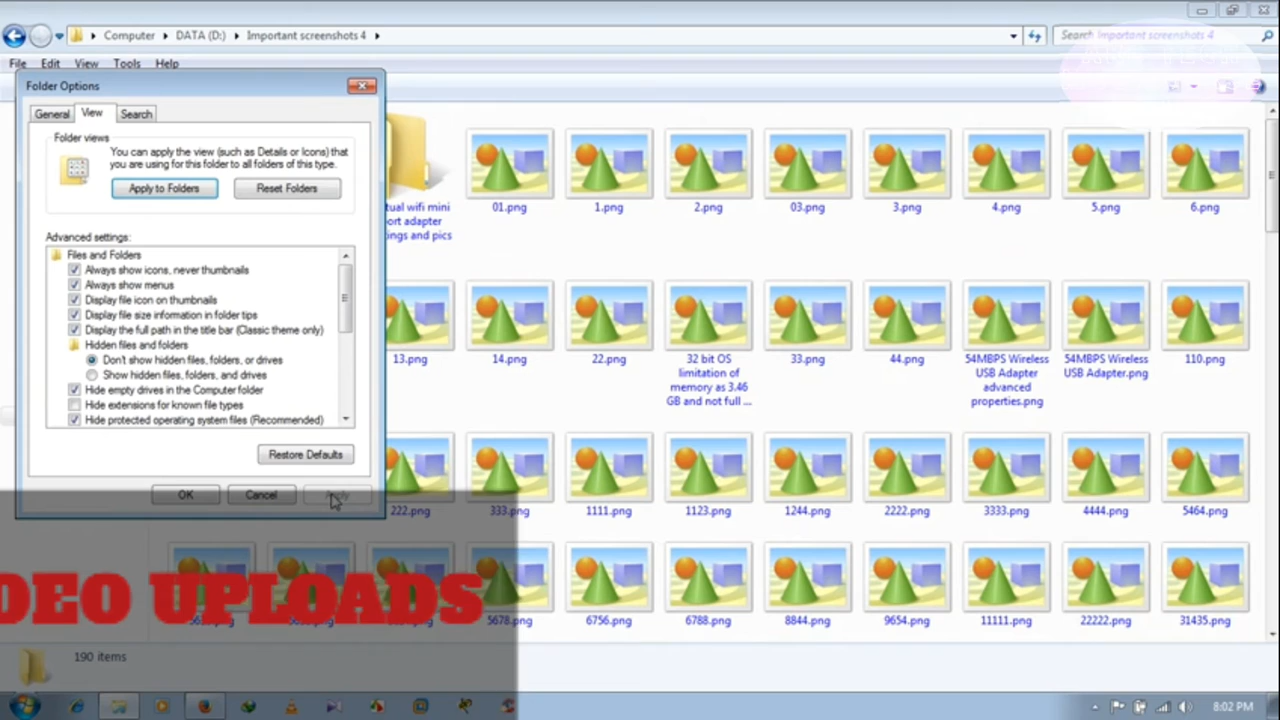 Computer
DATA (D:)
Important screenshots 4
Search Important screenshots 4
File Edit View Tools Help
Folder Options
General View Search
Folder views
You can apply the view (such as Details or Icons) that
you are using for this folder to all folders of this type.
Apply to Folders Reset Folders
Advanced settings:
Files and Folders
Always show icons, never thumbnails
Always show menus
Display file icon on thumbnails
Display file size information in folder tips
Display the full path in the title bar (Classic theme only)
Hidden files and folders
Don't show hidden files, folders, or drives
Show hidden files, folders, and drives
Hide empty drives in the Computer folder
Hide extensions for known file types
Hide protected operating system files (Recommended)
Restore Defaults
OK Cancel Apply
tual wifi mini
ort adapter
ings and pics
01.png 1.png 2.png 03.png 3.png 4.png 5.png 6.png
13.png 14.png 22.png
32 bit OS
limitation of
memory as 3.46
GB and not full ...
33.png 44.png
54MBPS Wireless
USB Adapter
advanced
properties.png
54MBPS Wireless
USB Adapter.png
110.png
222.png 333.png 1111.png 1123.png 1244.png 2222.png 3333.png 4444.png 5464.png
5678.png 6756.png 6788.png 8844.png 9654.png 11111.png 22222.png 31435.png
DEO UPLOADS
190 items
8:02 PM